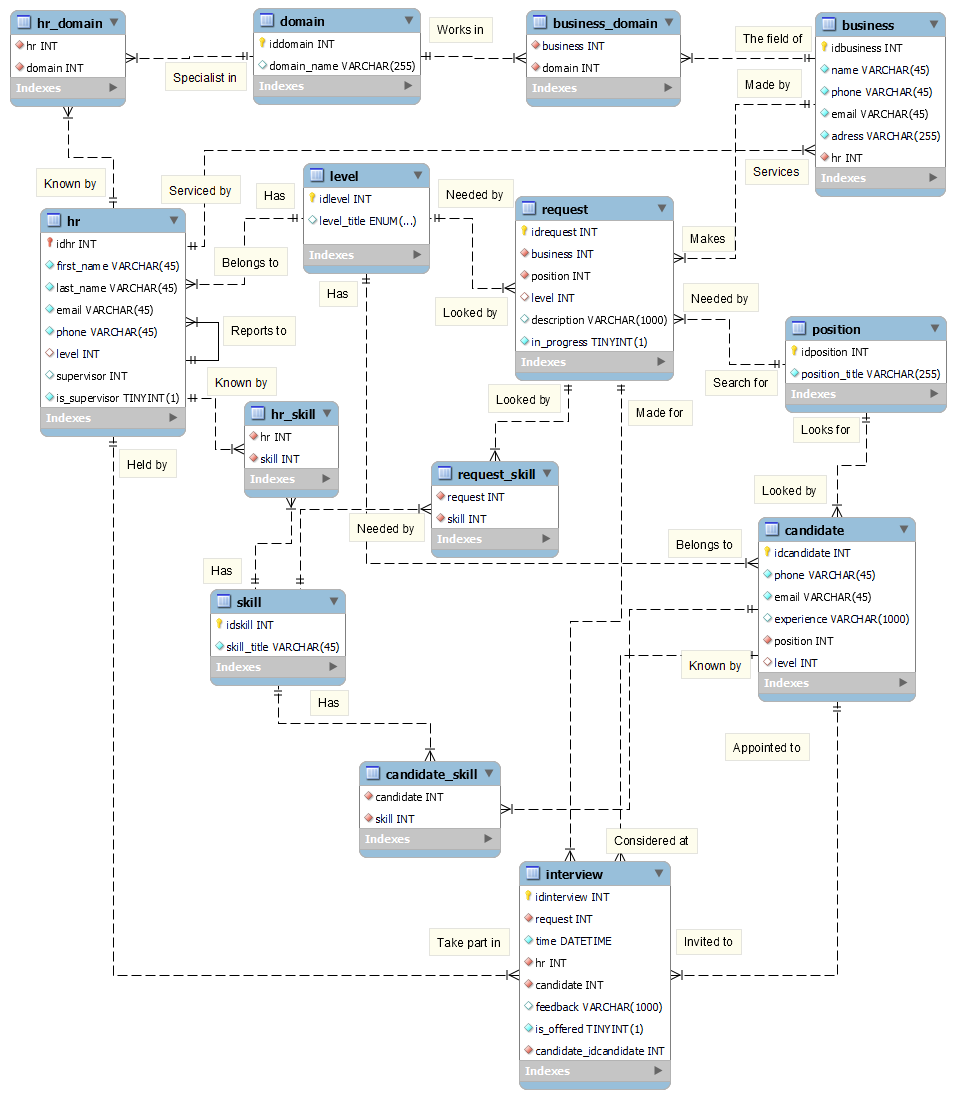 hr_domain
hr INT
domain INT
Indexes
domain
iddomain INT
domain_name VARCHAR(255)
Indexes
business_domain
business INT
domain INT
Indexes
business
idbusiness INT
name VARCHAR(45)
phone VARCHAR(45)
email VARCHAR(45)
adress VARCHAR(255)
hr INT
Indexes
Specialist in
Works in
The field of
Made by
Known by
Serviced by
Has
Needed by
Services
level
idlevel INT
level_title ENUM(...)
Indexes
hr
idhr INT
first_name VARCHAR(45)
last_name VARCHAR(45)
email VARCHAR(45)
phone VARCHAR(45)
level INT
supervisor INT
is_supervisor TINYINT(1)
Indexes
request
idrequest INT
business INT
position INT
level INT
description VARCHAR(1000)
in_progress TINYINT(1)
Indexes
Makes
Belongs to
Has
Looked by
Needed by
Reports to
position
idposition INT
position_title VARCHAR(255)
Indexes
Known by
Search for
Looked by
Made for
Looks for
hr_skill
hr INT
skill INT
Indexes
Held by
request_skill
request INT
skill INT
Indexes
Looked by
Needed by
Belongs to
candidate
idcandidate INT
phone VARCHAR(45)
email VARCHAR(45)
experience VARCHAR(1000)
position INT
level INT
Indexes
Has
skill
idskill INT
skill_title VARCHAR(45)
Indexes
Known by
Has
Appointed to
candidate_skill
candidate INT
skill INT
Indexes
Considered at
interview
idinterview INT
request INT
time DATETIME
hr INT
candidate INT
feedback VARCHAR(1000)
is_offered TINYINT(1)
candidate_idcandidate INT
Indexes
Take part in
Invited to